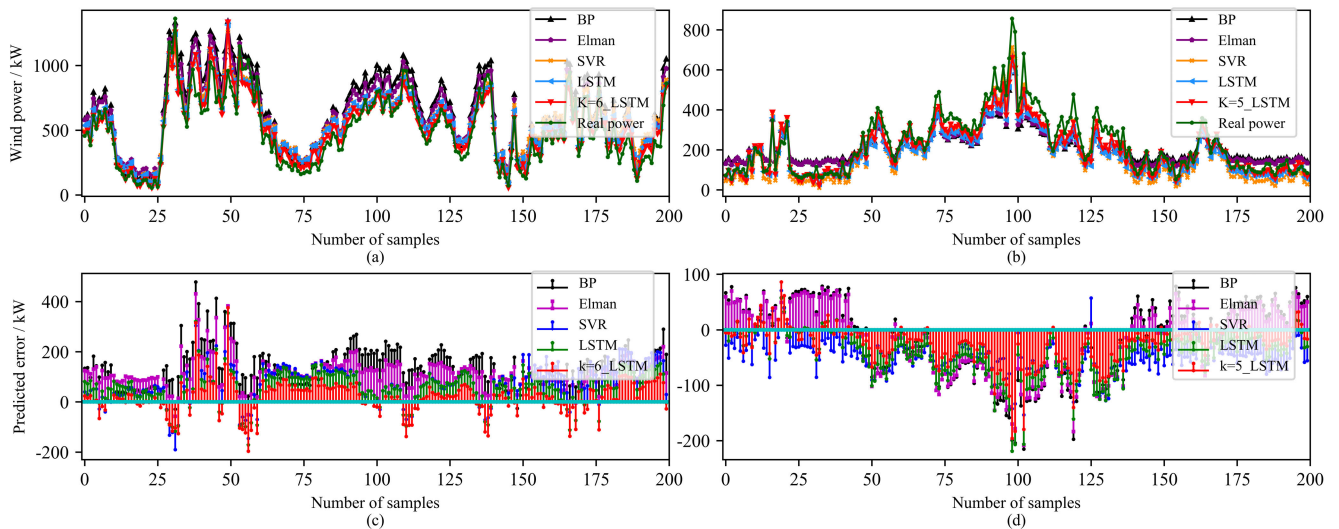 Wind power / kW
1000
500
0
0
25
50
75
100
125
150
175
200
Number of samples
(a)
BP
Elman
SVR
LSTM
K=6_LSTM
Real power
800
600
400
200
0
0
25
50
75
100
125
150
175
200
Number of samples
(b)
BP
Elman
SVR
LSTM
K=5_LSTM
Real power
Predicted error / kW
400
200
0
-200
0
25
50
75
100
125
150
175
200
Number of samples
(c)
BP
Elman
SVR
LSTM
k=6_LSTM
100
0
-100
-200
0
25
50
75
100
125
150
175
200
Number of samples
(d)
BP
Elman
SVR
LSTM
k=5_LSTM